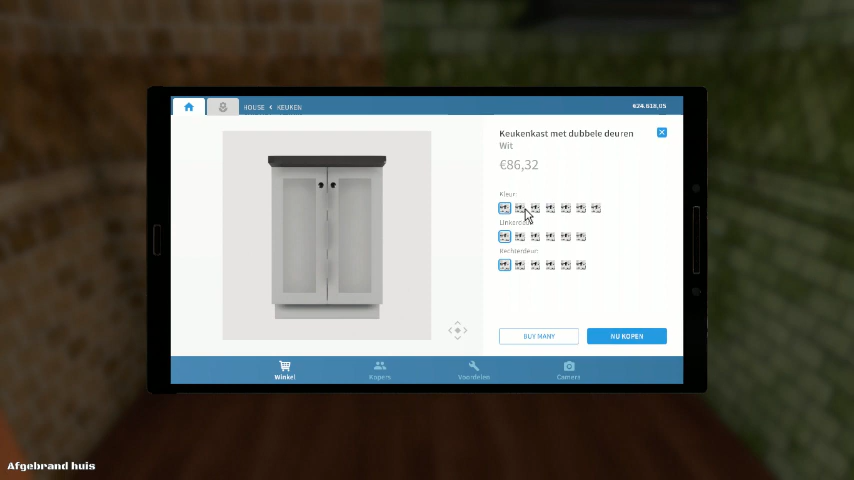 HOUSE < KEUKEN
€24.618,05
Keukenkast met dubbele deuren
Wit
€86,32
Kleur:
Linkerdeur:
Rechterdeur:
BUY MANY
NU KOPEN
Winkel
Kopers
Voordelen
Camera
Afgebrand huis